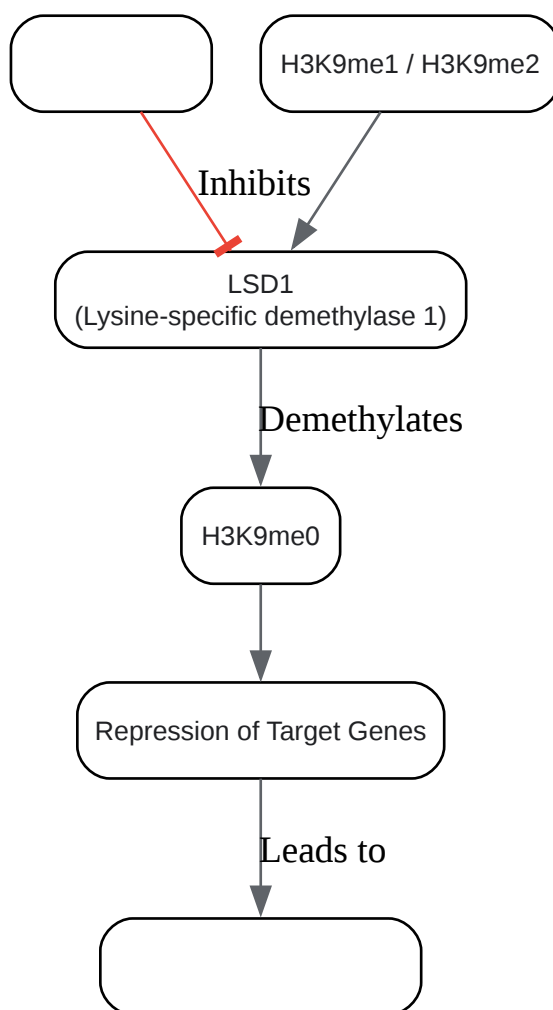 H3K9me1 / H3K9me2
Inhibits
LSD1
(Lysine-specific demethylase 1)
Demethylates
H3K9me0
Repression of Target Genes
Leads to